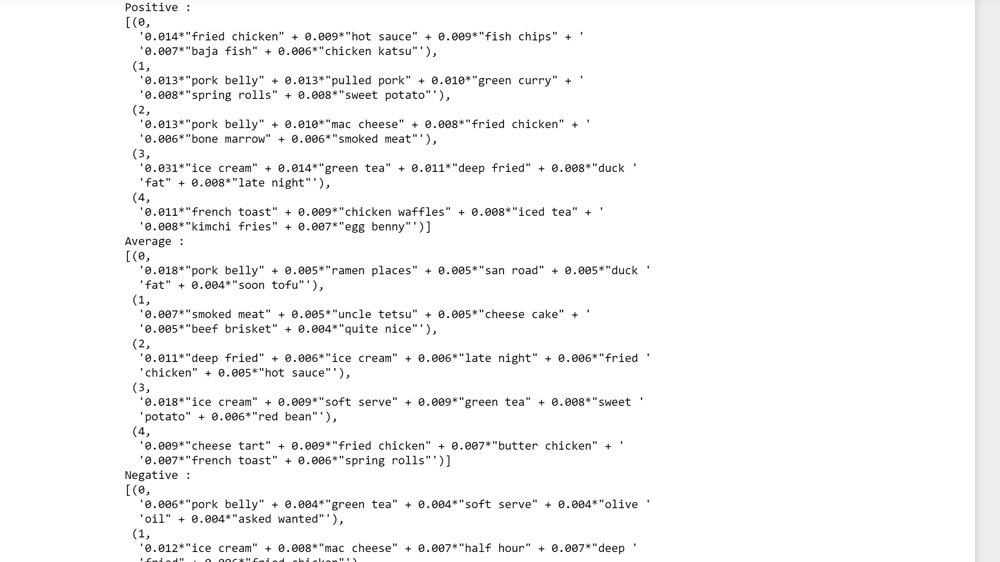 Positive :
[(0,
'0.014*"fried chicken" + 0.009*"hot sauce" + 0.009*"fish chips" + '
'0.007*"baja fish" + 0.006*"chicken katsu"'),
(1,
'0.013*"pork belly" + 0.013*"pulled pork" + 0.010*"green curry" + '
'0.008*"spring rolls" + 0.008*"sweet potato"'),
(2,
'0.013*"pork belly" + 0.010*"mac cheese" + 0.008*"fried chicken" + '
'0.006*"bone marrow" + 0.006*"smoked meat"'),
(3,
'0.031*"ice cream" + 0.014*"green tea" + 0.011*"deep fried" + 0.008*"duck '
'fat" + 0.008*"late night"'),
(4,
'0.011*"french toast" + 0.009*"chicken waffles" + 0.008*"iced tea" + '
'0.008*"kimchi fries" + 0.007*"egg benny"')]
Average :
[(0,
'0.018*"pork belly" + 0.005*"ramen places" + 0.005*"san road" + 0.005*"duck '
'fat" + 0.004*"soon tofu"'),
(1,
'0.007*"smoked meat" + 0.005*"uncle tetsu" + 0.005*"cheese cake" + '
'0.005*"beef brisket" + 0.004*"quite nice"'),
(2,
'0.011*"deep fried" + 0.006*"ice cream" + 0.006*"late night" + 0.006*"fried '
'chicken" + 0.005*"hot sauce"'),
(3,
'0.018*"ice cream" + 0.009*"soft serve" + 0.009*"green tea" + 0.008*"sweet '
'potato" + 0.006*"red bean"'),
(4,
'0.009*"cheese tart" + 0.009*"fried chicken" + 0.007*"butter chicken" + '
'0.007*"french toast" + 0.006*"spring rolls"')]
Negative :
[(0,
'0.006*"pork belly" + 0.004*"green tea" + 0.004*"soft serve" + 0.004*"olive '
'oil" + 0.004*"asked wanted"'),
(1,
'0.012*"ice cream" + 0.008*"mac cheese" + 0.007*"half hour" + 0.007*"deep '
'fried" + 0.006*"fried chicken"')